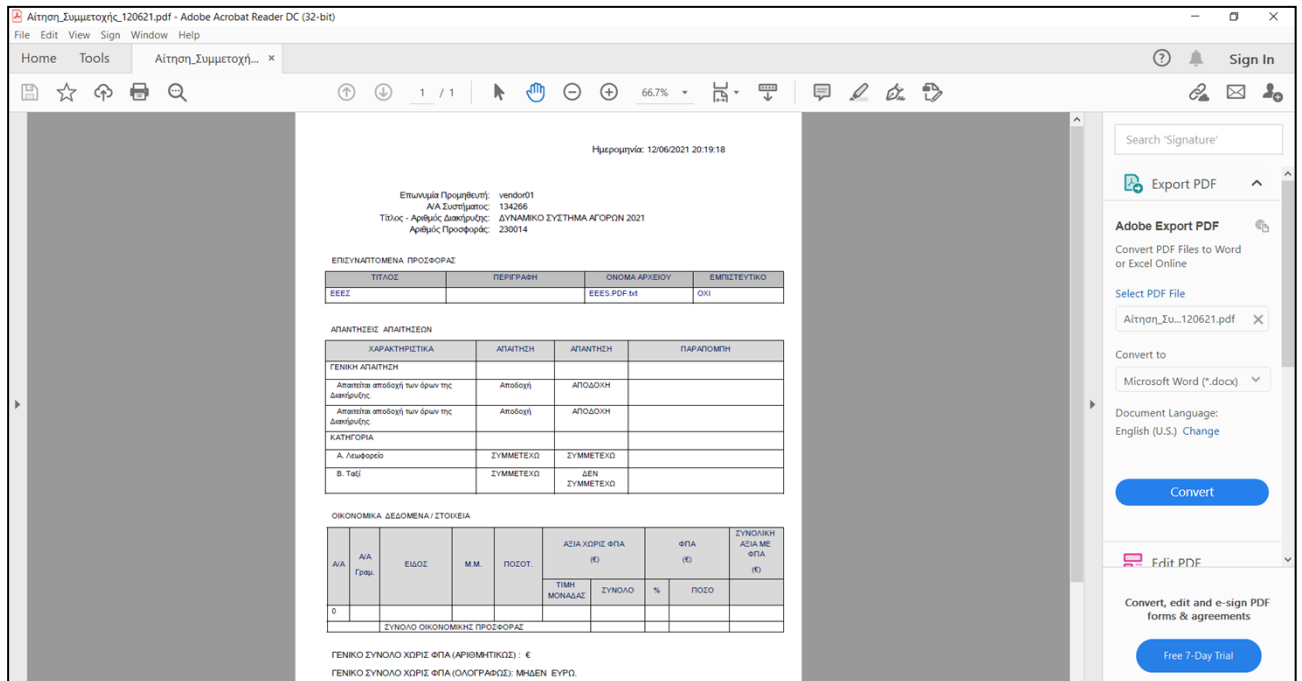 Αίτηση_Συμμετοχής_120621.pdf - Adobe Acrobat Reader DC (32-bit)
File Edit View Sign Window Help
Home Tools Αίτηση_Συμμετοχή... × ? Sign In
1 / 1 66.7%
Search 'Signature'
Export PDF
Adobe Export PDF
Convert PDF Files to Word
or Excel Online
Select PDF File
Αίτηση_Συ...120621.pdf ×
Convert to
Microsoft Word (*.docx)
Document Language:
English (U.S.) Change
Convert
Edit PDF
Convert, edit and e-sign PDF
forms & agreements
Free 7-Day Trial
Ημερομηνία: 12/06/2021 20:19:18
Επωνυμία Προμηθευτή: vendor01
Α/Α Συστήματος: 134266
Τίτλος - Αριθμός Διακήρυξης: ΔΥΝΑΜΙΚΟ ΣΥΣΤΗΜΑ ΑΓΟΡΩΝ 2021
Αριθμός Προσφοράς: 230014
ΕΠΙΣΥΝΑΠΤΟΜΕΝΑ ΠΡΟΣΦΟΡΑΣ
ΤΙΤΛΟΣ ΠΕΡΙΓΡΑΦΗ ΟΝΟΜΑ ΑΡΧΕΙΟΥ ΕΜΠΙΣΤΕΥΤΙΚΟ
ΕΕΕΣ EEES.PDF.txt ΟΧΙ
ΑΠΑΝΤΗΣΕΙΣ ΑΠΑΙΤΗΣΕΩΝ
ΧΑΡΑΚΤΗΡΙΣΤΙΚΑ ΑΠΑΙΤΗΣΗ ΑΠΑΝΤΗΣΗ ΠΑΡΑΠΟΜΠΗ
ΓΕΝΙΚΗ ΑΠΑΙΤΗΣΗ
Απαιτείται αποδοχή των όρων της Αποδοχή ΑΠΟΔΟΧΗ
Διακήρυξης.
Απαιτείται αποδοχή των όρων της Αποδοχή ΑΠΟΔΟΧΗ
Διακήρυξης.
ΚΑΤΗΓΟΡΙΑ
Α. Λεωφορείο ΣΥΜΜΕΤΕΧΩ ΣΥΜΜΕΤΕΧΩ
Β. Ταξί ΣΥΜΜΕΤΕΧΩ ΔΕΝ
ΣΥΜΜΕΤΕΧΩ
ΟΙΚΟΝΟΜΙΚΑ ΔΕΔΟΜΕΝΑ / ΣΤΟΙΧΕΙΑ
Α/Α Α/Α Γραμ. ΕΙΔΟΣ Μ.Μ. ΠΟΣΟΤ. ΑΞΙΑ ΧΩΡΙΣ ΦΠΑ (€) ΦΠΑ (€) ΣΥΝΟΛΙΚΗ ΑΞΙΑ ΜΕ ΦΠΑ (€)
ΤΙΜΗ ΜΟΝΑΔΑΣ ΣΥΝΟΛΟ % ΠΟΣΟ
0
ΣΥΝΟΛΟ ΟΙΚΟΝΟΜΙΚΗΣ ΠΡΟΣΦΟΡΑΣ
ΓΕΝΙΚΟ ΣΥΝΟΛΟ ΧΩΡΙΣ ΦΠΑ (ΑΡΙΘΜΗΤΙΚΩΣ) : €
ΓΕΝΙΚΟ ΣΥΝΟΛΟ ΧΩΡΙΣ ΦΠΑ (ΟΛΟΓΡΑΦΩΣ): ΜΗΔΕΝ ΕΥΡΩ.